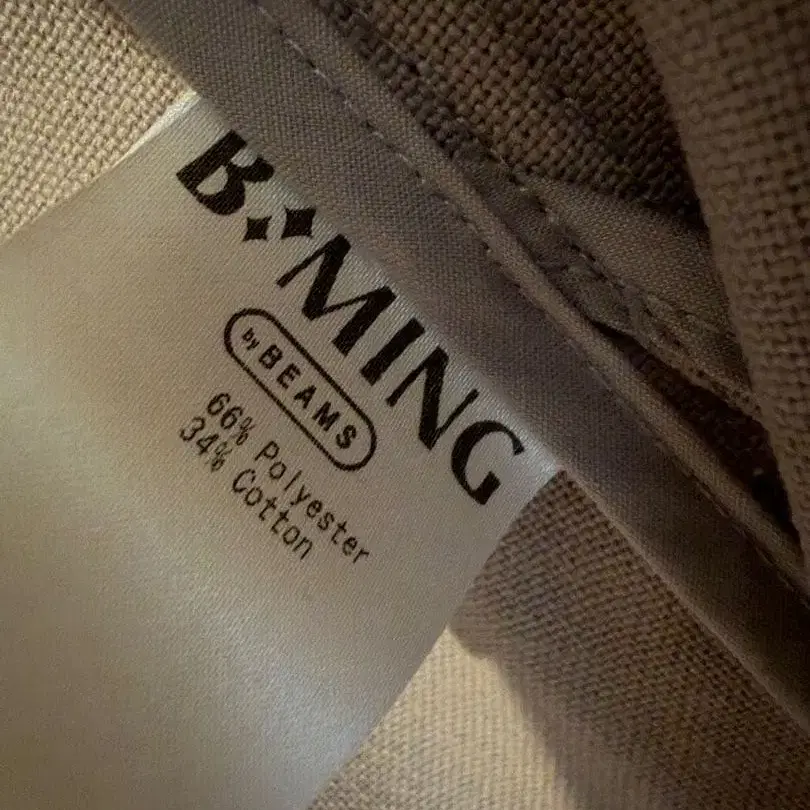 B:MING
by BEAMS
66% Polyester
34% Cotton